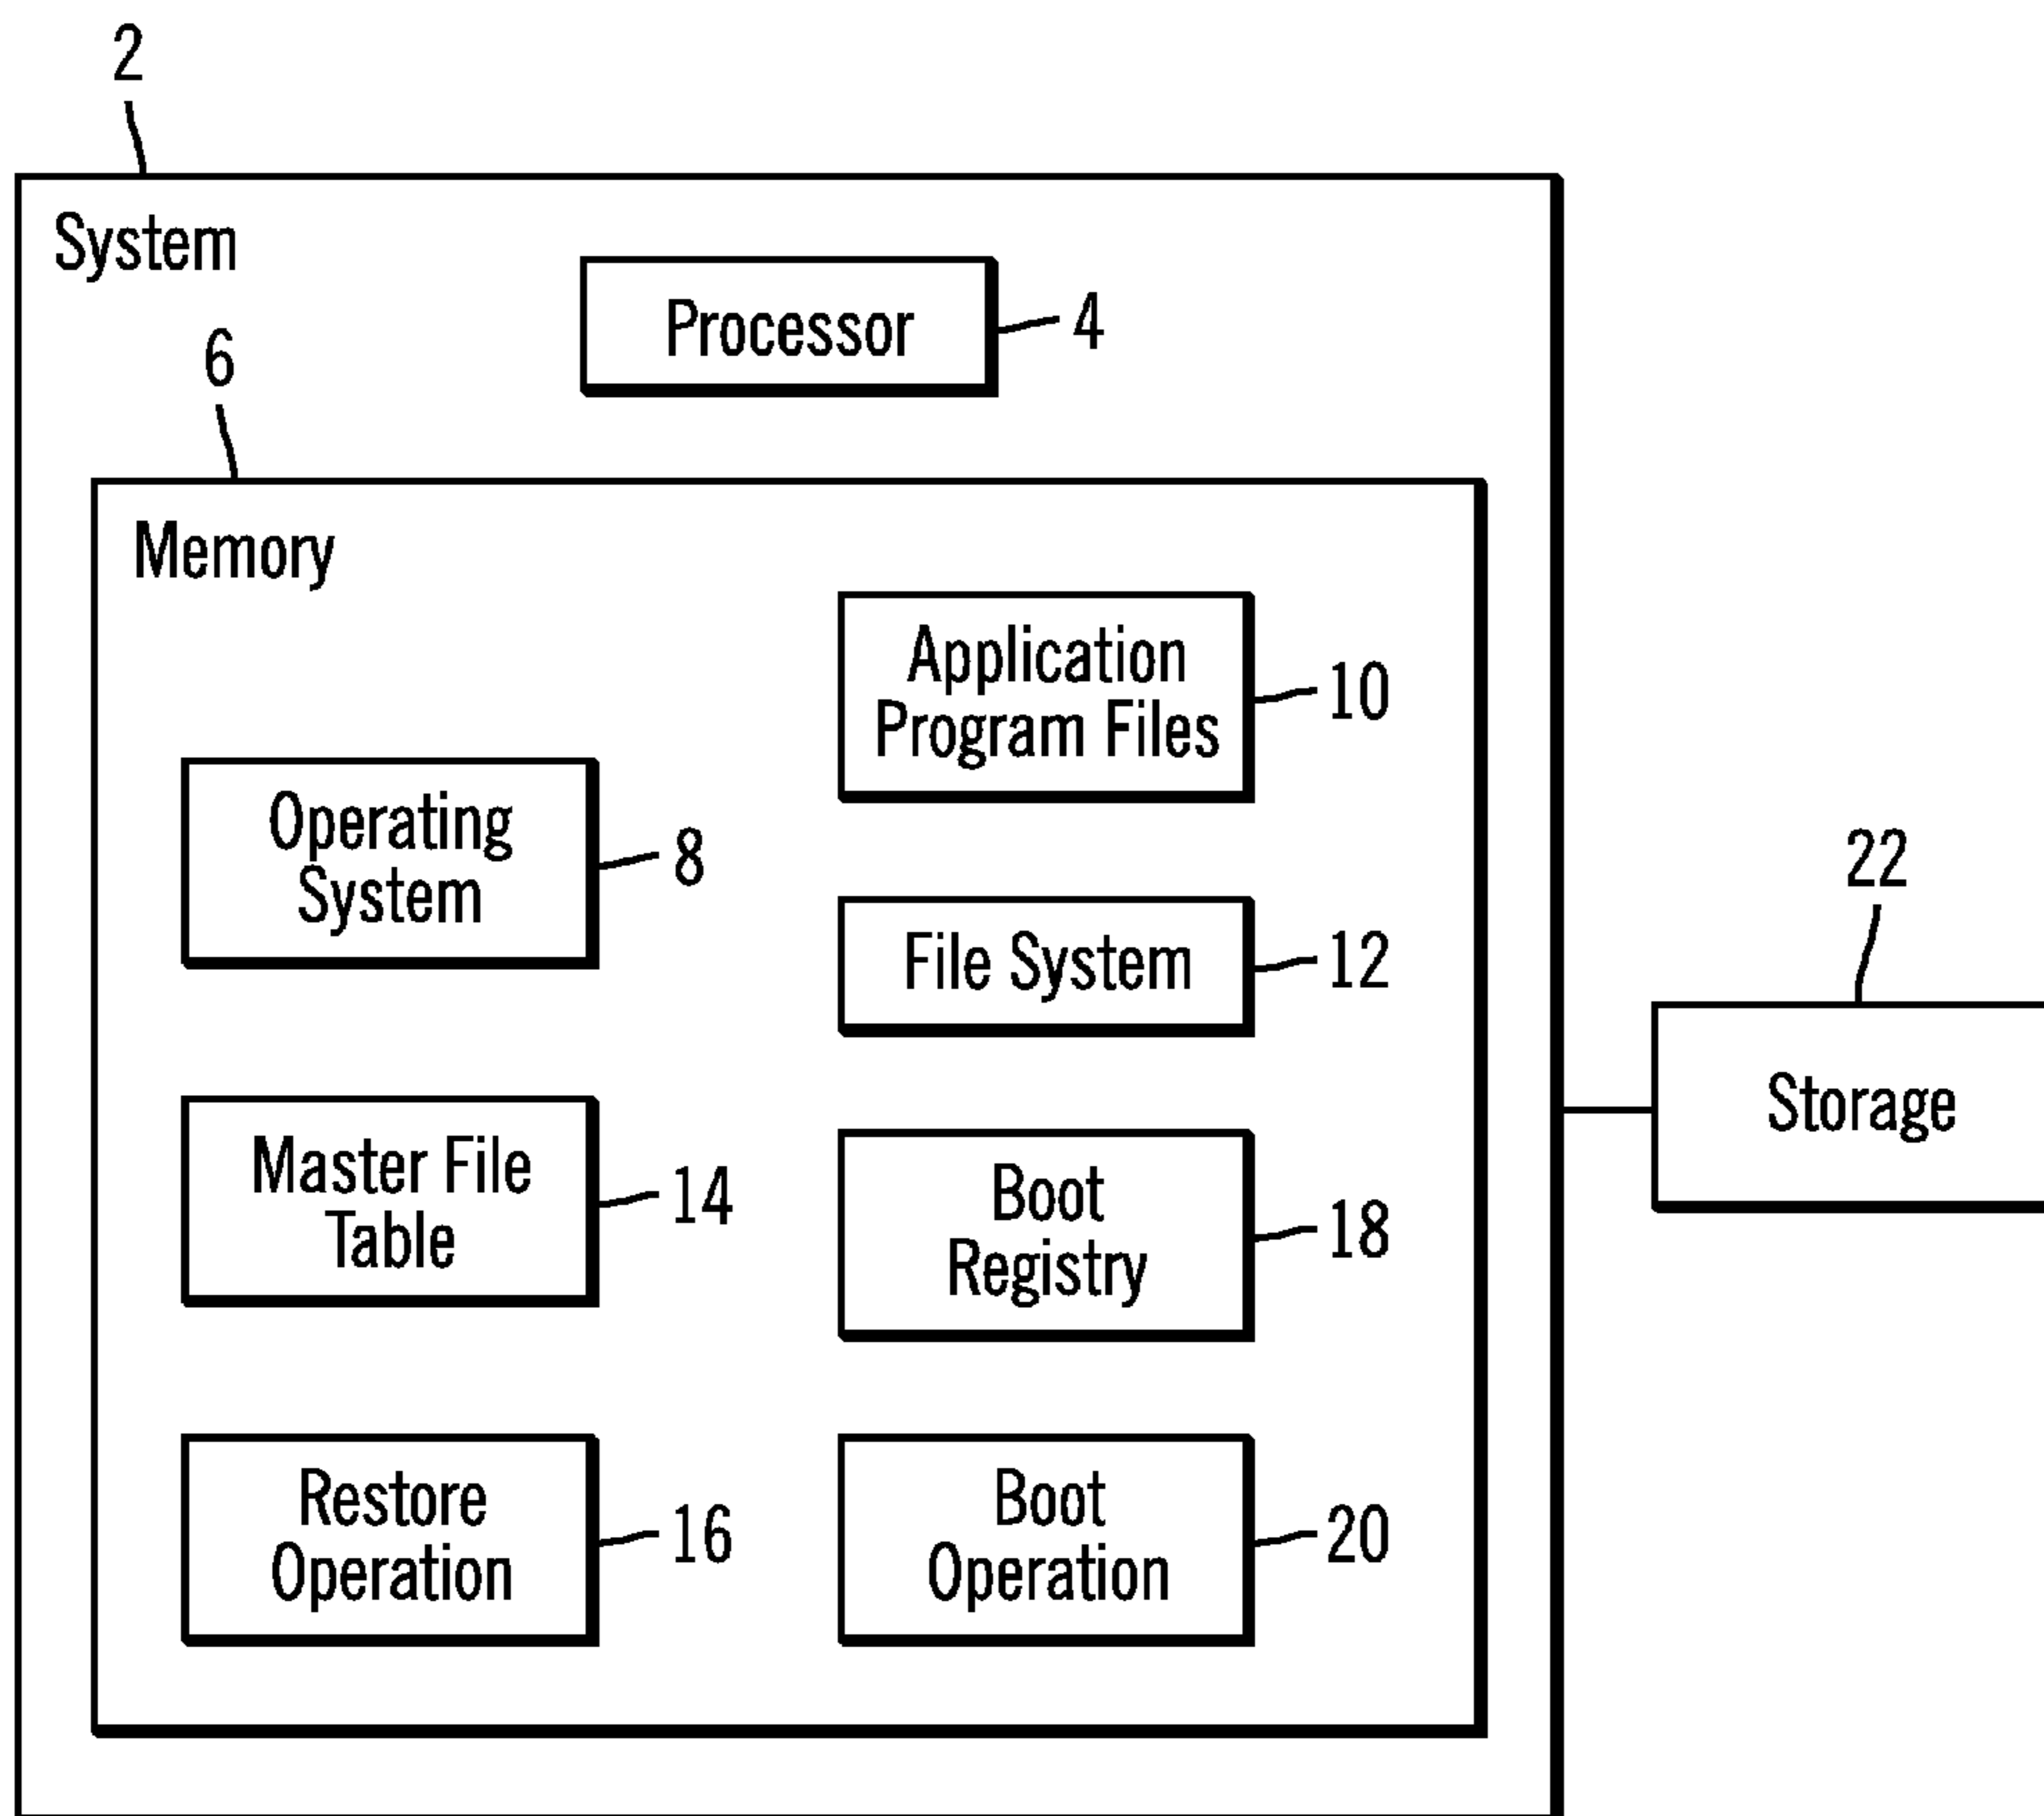 2
System
Processor
4
6
Memory
Application
Program Files
10
Operating
System
8
22
File System
12
Storage
Master File
Table
14
Boot
Registry
18
Restore
Operation
16
Boot
Operation
20